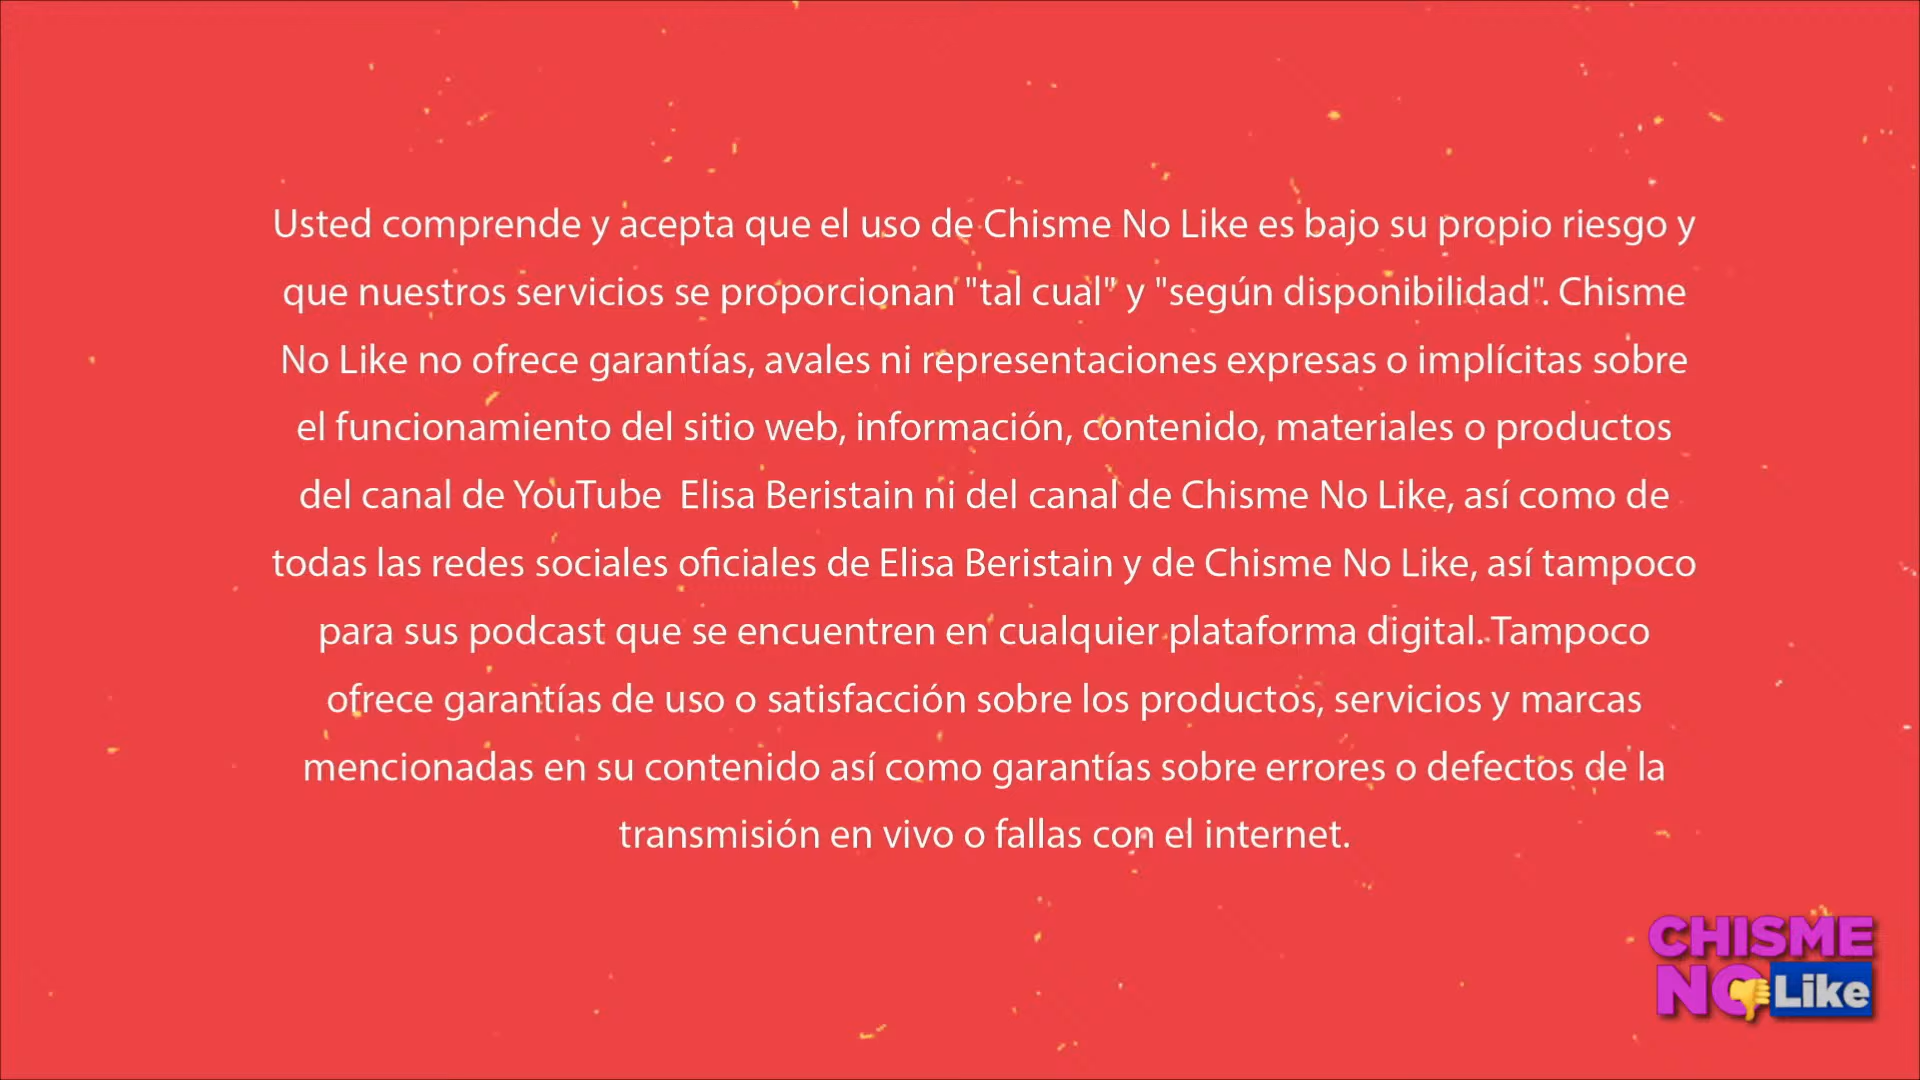 Usted comprende y acepta que el uso de Chisme No Like es bajo su propio riesgo y
que nuestros servicios se proporcionan "tal cual" y "según disponibilidad". Chisme
No Like no ofrece garantías, avales ni representaciones expresas o implícitas sobre
el funcionamiento del sitio web, información, contenido, materiales o productos
del canal de YouTube  Elisa Beristain ni del canal de Chisme No Like, así como de
todas las redes sociales oficiales de Elisa Beristain y de Chisme No Like, así tampoco
para sus podcast que se encuentren en cualquier plataforma digital. Tampoco
ofrece garantías de uso o satisfacción sobre los productos, servicios y marcas
mencionadas en su contenido así como garantías sobre errores o defectos de la
transmisión en vivo o fallas con el internet.
CHISME
NO Like